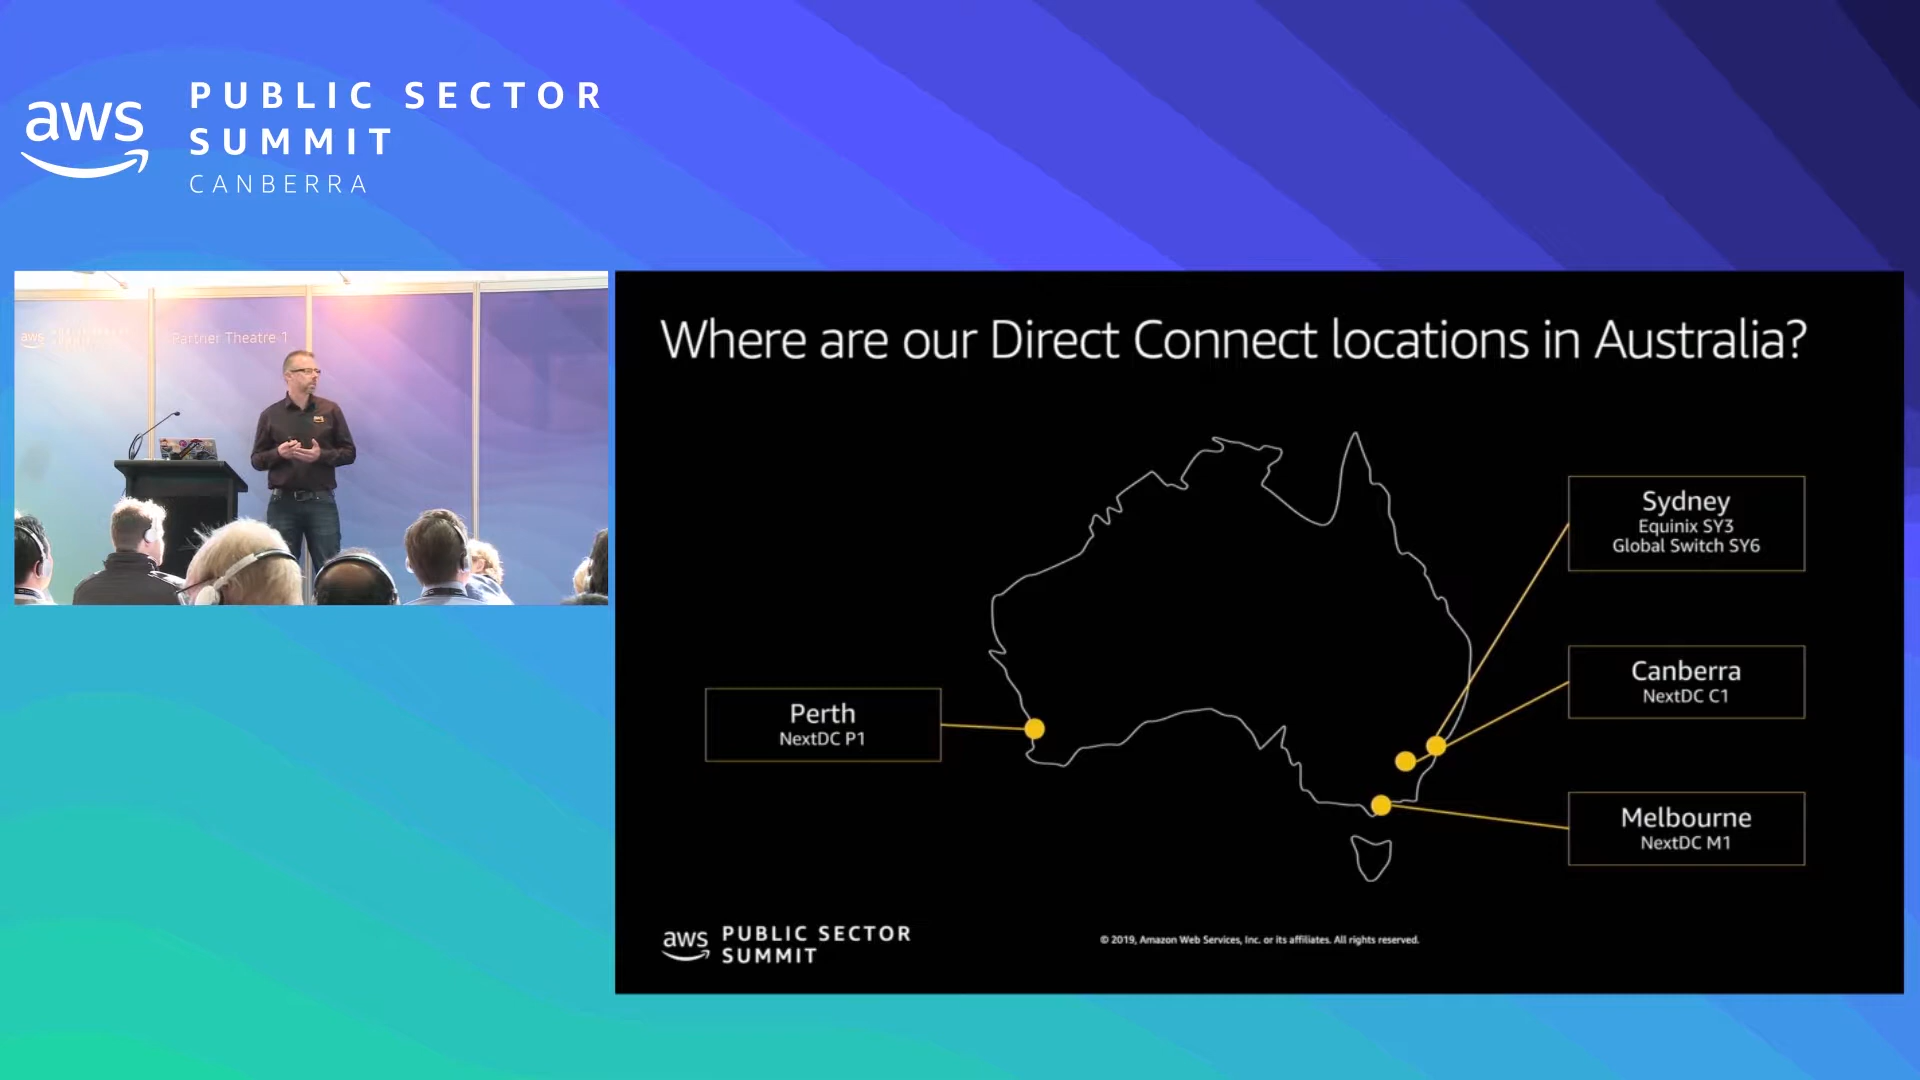 aws
PUBLIC SECTOR
SUMMIT
CANBERRA
aws
Partner Theatre 1
Where are our Direct Connect locations in Australia?
Sydney
Equinix SY3
Global Switch SY6
Canberra
NextDC C1
Perth
NextDC P1
Melbourne
NextDC M1
aws
PUBLIC SECTOR
SUMMIT
© 2019, Amazon Web Services, Inc. or its affiliates. All rights reserved.